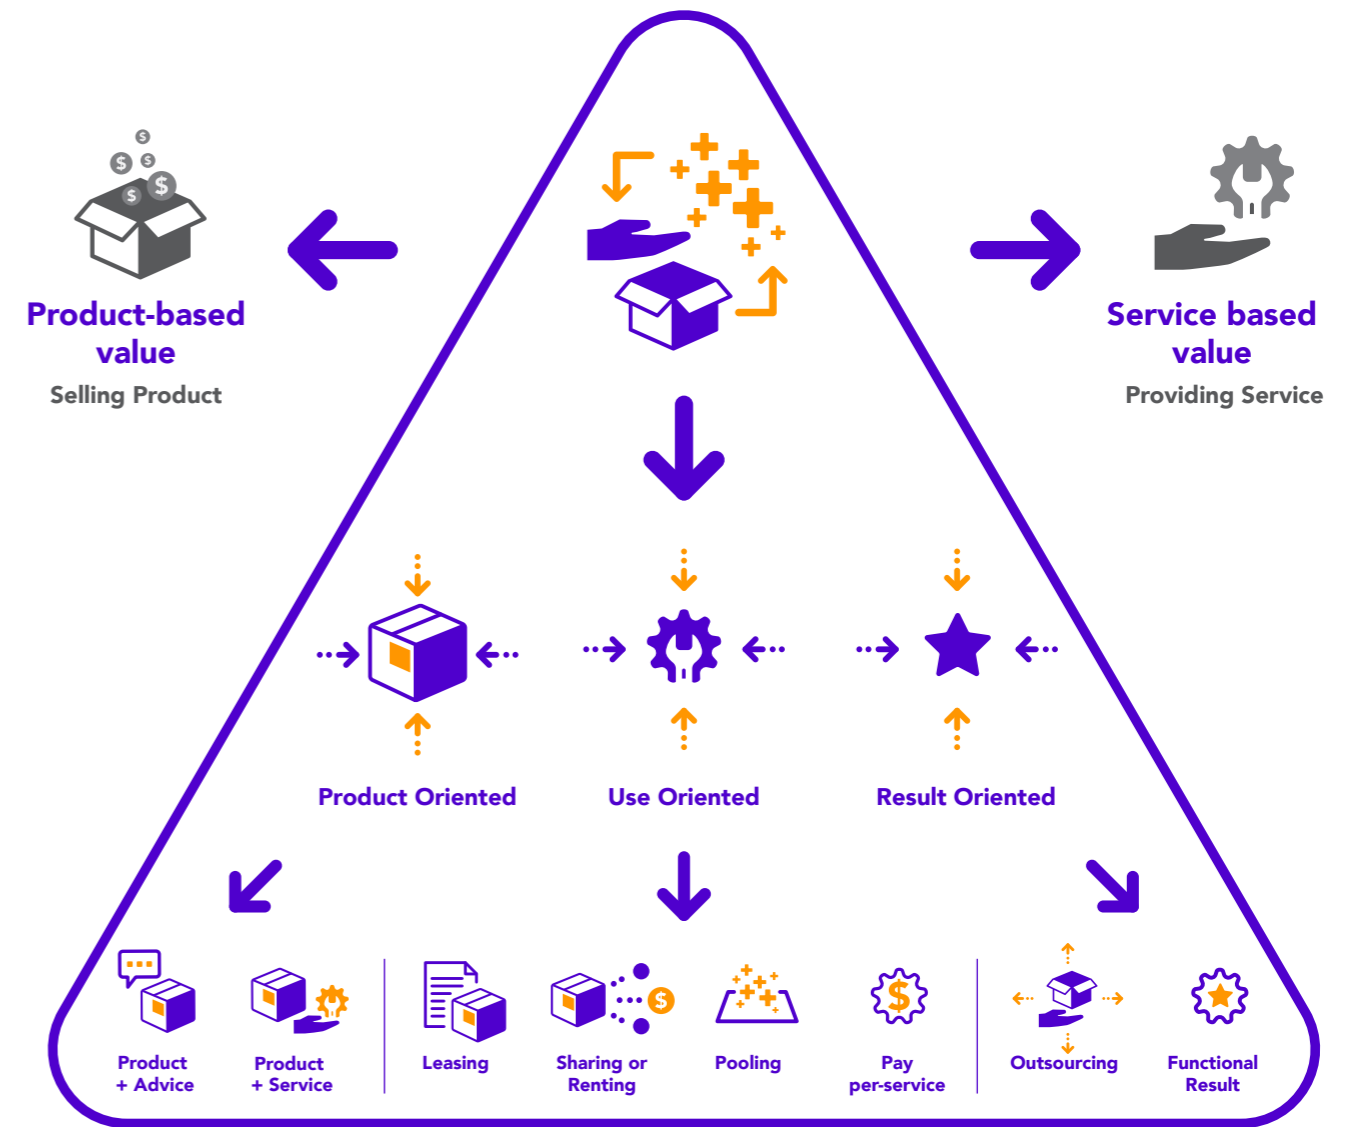 Product-based
value
Selling Product
Service based
value
Providing Service
Product Oriented
Use Oriented
Result Oriented
Product
+ Advice
Product
+ Service
Leasing
Sharing or
Renting
Pooling
Pay
per-service
Outsourcing
Functional
Result